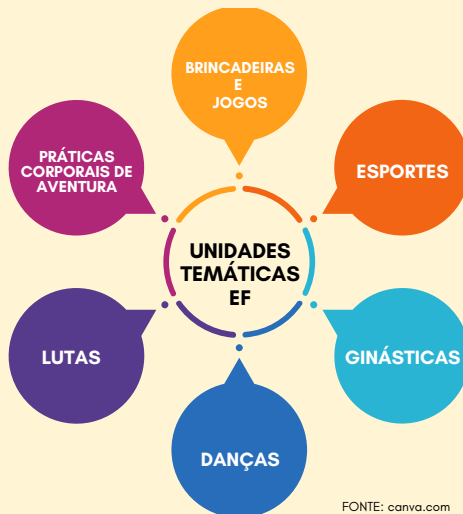 BRINCADEIRAS
E
JOGOS
PRÁTICAS
CORPORAIS DE
AVENTURA
ESPORTES
UNIDADES
TEMÁTICAS
EF
LUTAS
GINÁSTICAS
DANÇAS
FONTE: canva.com